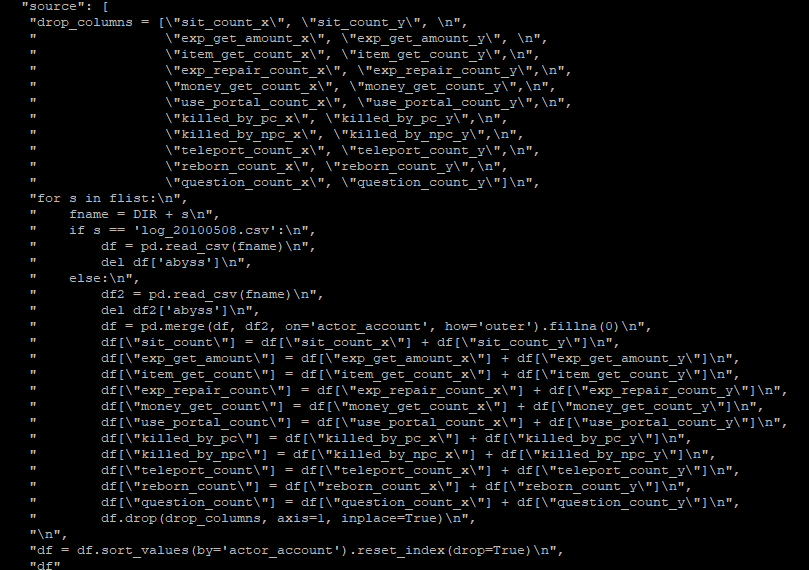 "source": [
"drop_columns = [\"sit_count_x\", \"sit_count_y\", \n",
"                \"exp_get_amount_x\", \"exp_get_amount_y\", \n",
"                \"item_get_count_x\", \"item_get_count_y\",\n",
"                \"exp_repair_count_x\", \"exp_repair_count_y\",\n",
"                \"money_get_count_x\", \"money_get_count_y\",\n",
"                \"use_portal_count_x\", \"use_portal_count_y\",\n",
"                \"killed_by_pc_x\", \"killed_by_pc_y\",\n",
"                \"killed_by_npc_x\", \"killed_by_npc_y\",\n",
"                \"teleport_count_x\", \"teleport_count_y\",\n",
"                \"reborn_count_x\", \"reborn_count_y\",\n",
"                \"question_count_x\", \"question_count_y\"]\n",
"for s in flist:\n",
"    fname = DIR + s\n",
"    if s == 'log_20100508.csv':\n",
"        df = pd.read_csv(fname)\n",
"        del df['abyss']\n",
"    else:\n",
"        df2 = pd.read_csv(fname)\n",
"        del df2['abyss']\n",
"        df = pd.merge(df, df2, on='actor_account', how='outer').fillna(0)\n",
"        df[\"sit_count\"] = df[\"sit_count_x\"] + df[\"sit_count_y\"]\n",
"        df[\"exp_get_amount\"] = df[\"exp_get_amount_x\"] + df[\"exp_get_amount_y\"]\n",
"        df[\"item_get_count\"] = df[\"item_get_count_x\"] + df[\"item_get_count_y\"]\n",
"        df[\"exp_repair_count\"] = df[\"exp_repair_count_x\"] + df[\"exp_repair_count_y\"]\n",
"        df[\"money_get_count\"] = df[\"money_get_count_x\"] + df[\"money_get_count_y\"]\n",
"        df[\"use_portal_count\"] = df[\"use_portal_count_x\"] + df[\"use_portal_count_y\"]\n",
"        df[\"killed_by_pc\"] = df[\"killed_by_pc_x\"] + df[\"killed_by_pc_y\"]\n",
"        df[\"killed_by_npc\"] = df[\"killed_by_npc_x\"] + df[\"killed_by_npc_y\"]\n",
"        df[\"teleport_count\"] = df[\"teleport_count_x\"] + df[\"teleport_count_y\"]\n",
"        df[\"reborn_count\"] = df[\"reborn_count_x\"] + df[\"reborn_count_y\"]\n",
"        df[\"question_count\"] = df[\"question_count_x\"] + df[\"question_count_y\"]\n",
"        df.drop(drop_columns, axis=1, inplace=True)\n",
"\n",
"df = df.sort_values(by='actor_account').reset_index(drop=True)\n",
"df"